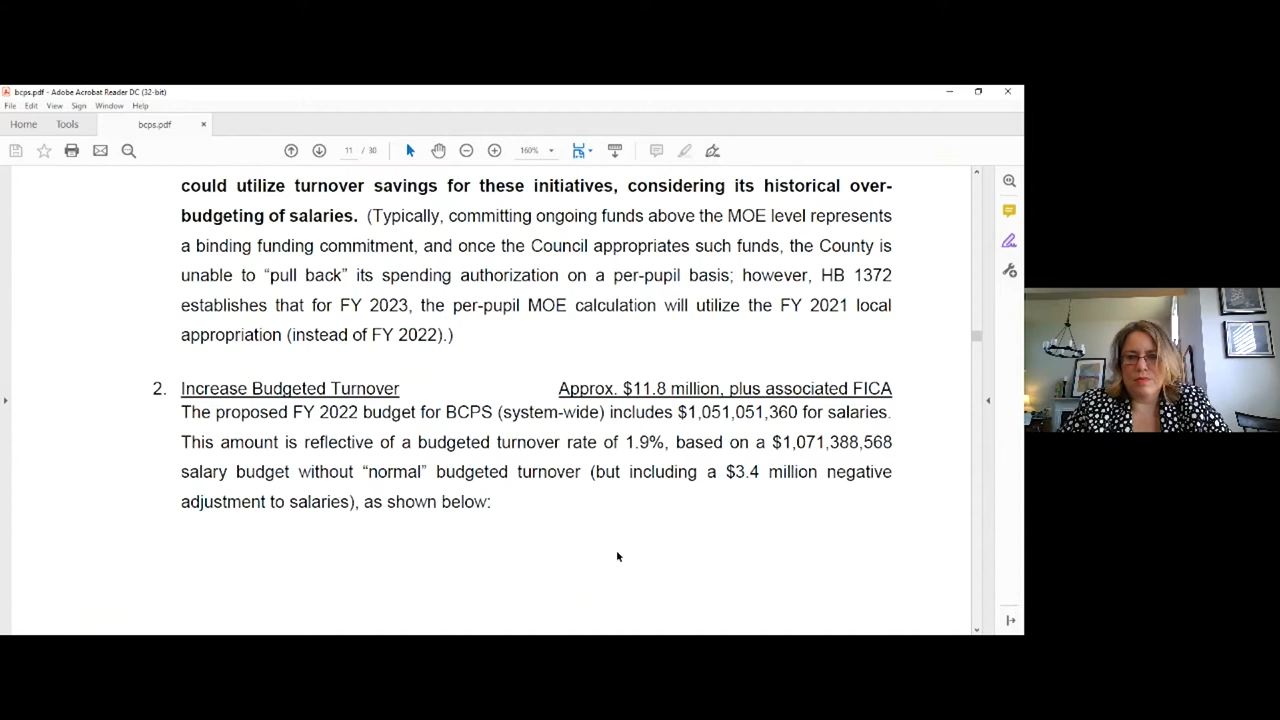 bcps.pdf - Adobe Acrobat Reader DC (32-bit)
File Edit View Sign Window Help
Home Tools bcps.pdf ×
11 / 30 160%
could utilize turnover savings for these initiatives, considering its historical over-
budgeting of salaries. (Typically, committing ongoing funds above the MOE level represents
a binding funding commitment, and once the Council appropriates such funds, the County is
unable to “pull back” its spending authorization on a per-pupil basis; however, HB 1372
establishes that for FY 2023, the per-pupil MOE calculation will utilize the FY 2021 local
appropriation (instead of FY 2022).)
2. Increase Budgeted Turnover Approx. $11.8 million, plus associated FICA
The proposed FY 2022 budget for BCPS (system-wide) includes $1,051,051,360 for salaries.
This amount is reflective of a budgeted turnover rate of 1.9%, based on a $1,071,388,568
salary budget without “normal” budgeted turnover (but including a $3.4 million negative
adjustment to salaries), as shown below: